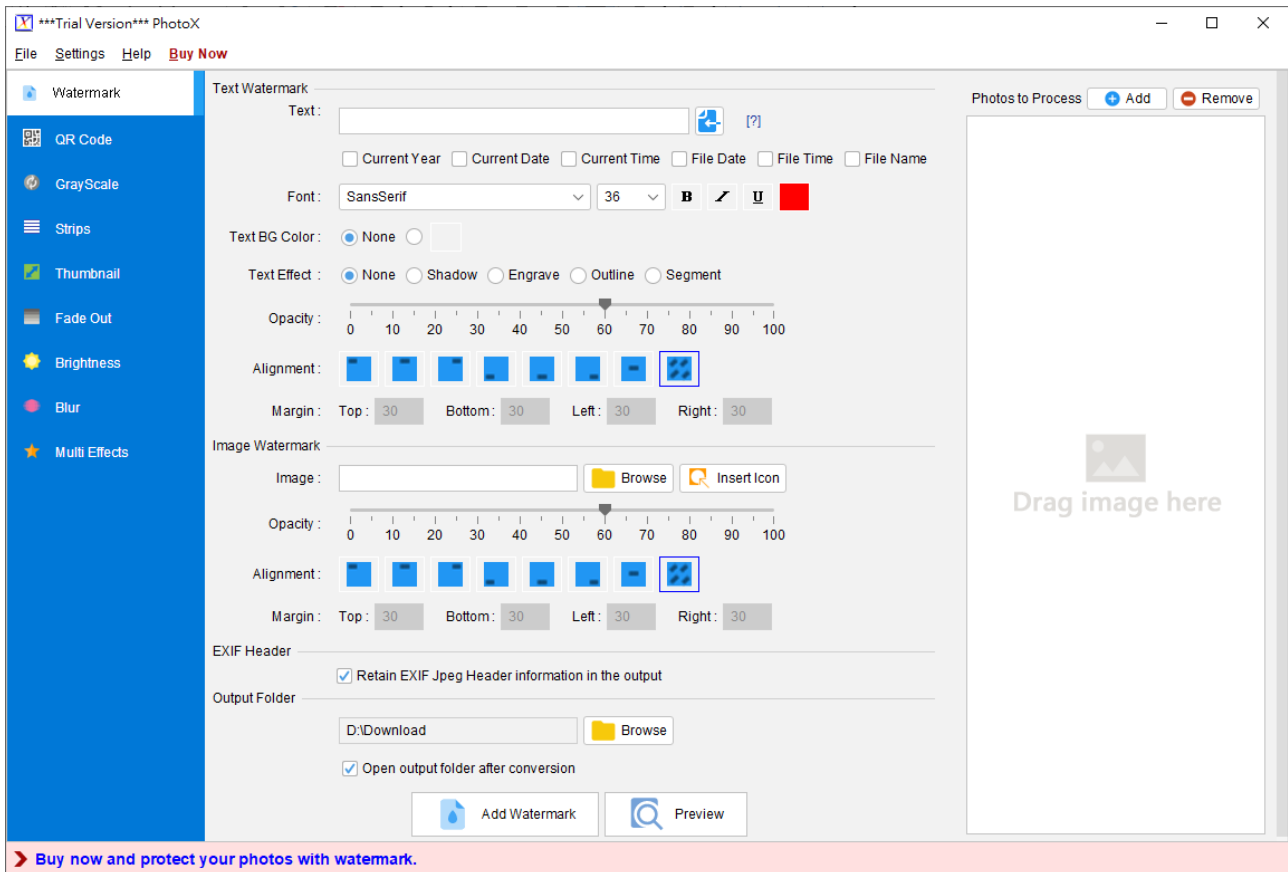 ***Trial Version*** PhotoX
File Settings Help Buy Now
Watermark
QR Code
GrayScale
Strips
Thumbnail
Fade Out
Brightness
Blur
Multi Effects
Text Watermark
Text :
[?]
Current Year Current Date Current Time File Date File Time File Name
Font : SansSerif 36 B I U
Text BG Color : None
Text Effect : None Shadow Engrave Outline Segment
Opacity :
0 10 20 30 40 50 60 70 80 90 100
Alignment :
Margin : Top : 30 Bottom : 30 Left : 30 Right : 30
Image Watermark
Image : Browse Insert Icon
Opacity :
0 10 20 30 40 50 60 70 80 90 100
Alignment :
Margin : Top : 30 Bottom : 30 Left : 30 Right : 30
EXIF Header
Retain EXIF Jpeg Header information in the output
Output Folder
D:\Download Browse
Open output folder after conversion
Add Watermark Preview
Photos to Process Add Remove
Drag image here
Buy now and protect your photos with watermark.